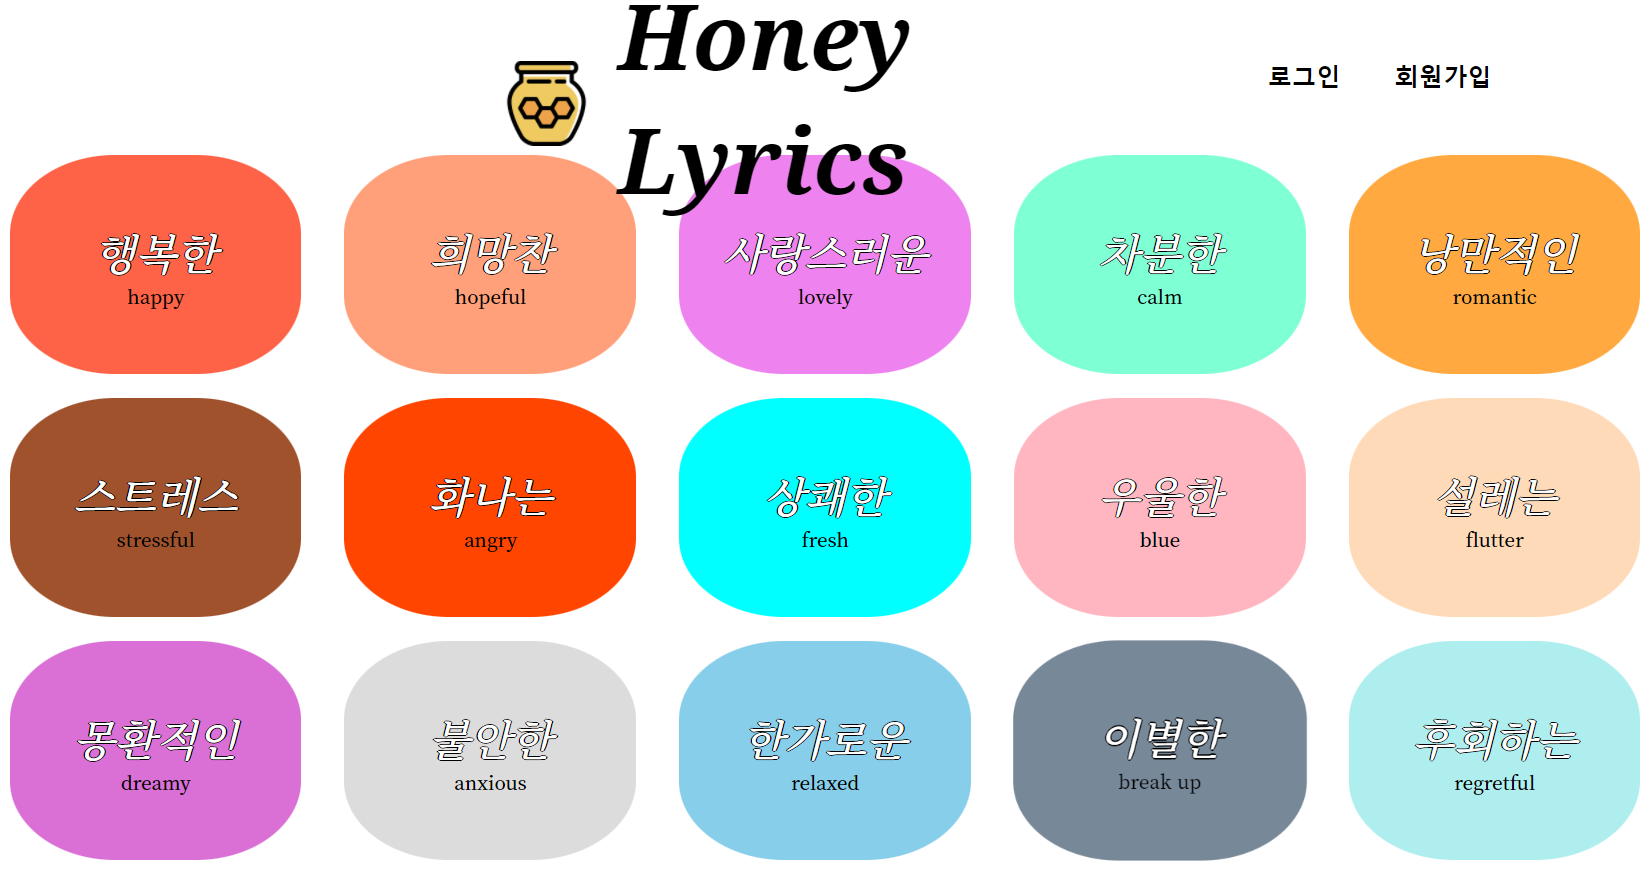 Honey
Lyrics
로그인 회원가입
행복한
happy
희망찬
hopeful
사랑스러운
lovely
차분한
calm
낭만적인
romantic
스트레스
stressful
화나는
angry
상쾌한
fresh
우울한
blue
설레는
flutter
몽환적인
dreamy
불안한
anxious
한가로운
relaxed
이별한
break up
후회하는
regretful